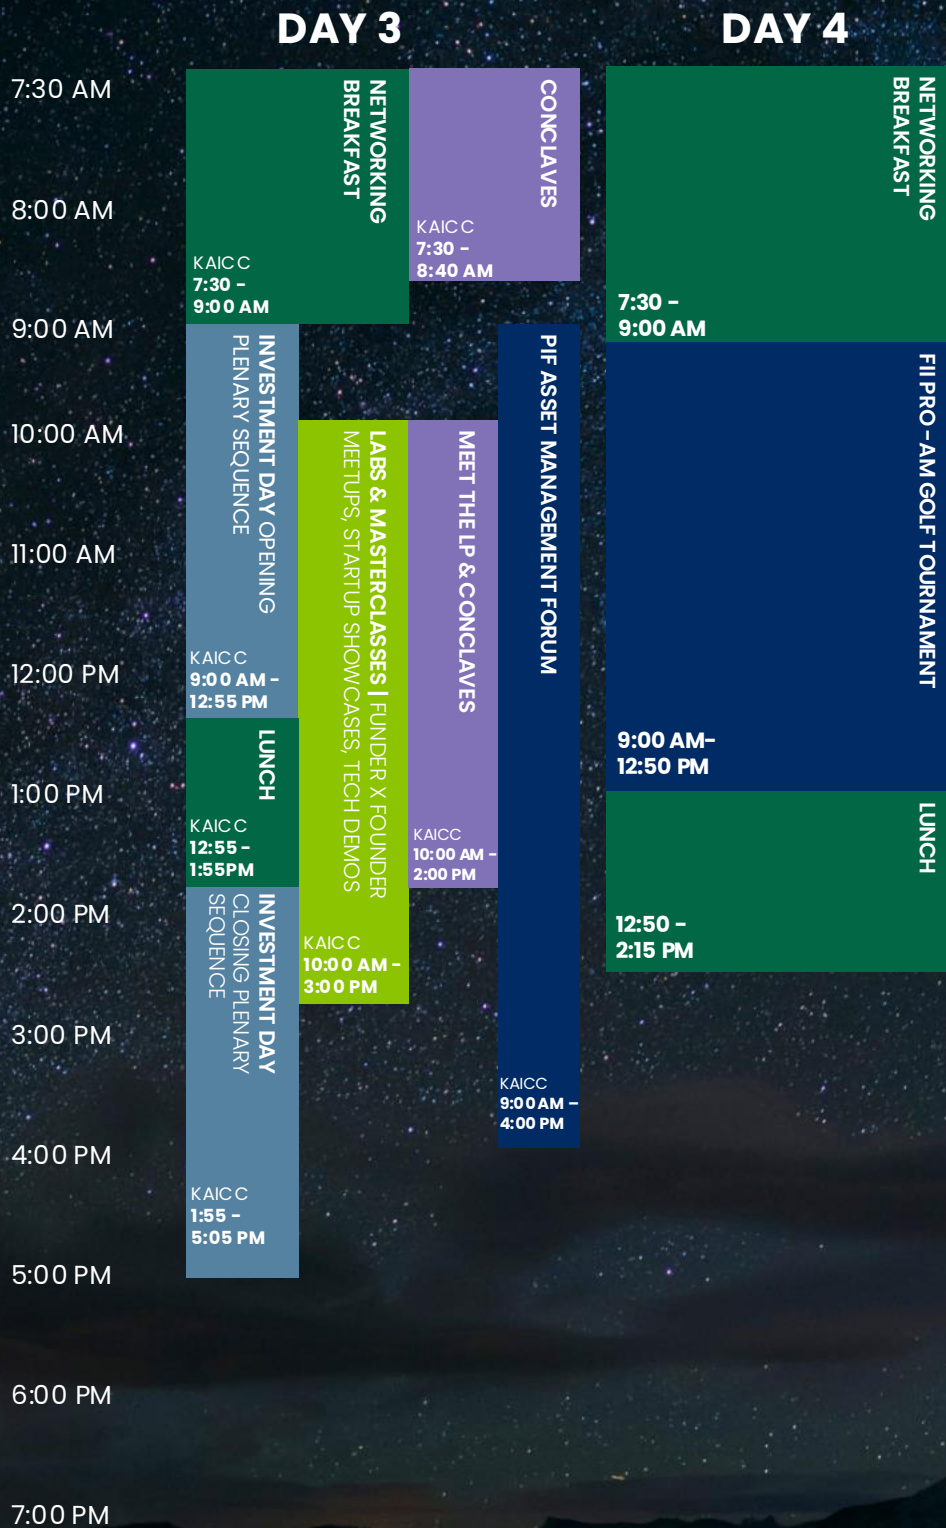 DAY 3
DAY 4
7:30 AM
8:00 AM
9:00 AM
10:00 AM
11:00 AM
12:00 PM
1:00 PM
2:00 PM
3:00 PM
4:00 PM
5:00 PM
6:00 PM
7:00 PM
NETWORKING
BREAKFAST
KAICC
7:30 -
9:00 AM
CONCLAVES
KAICC
7:30 -
8:40 AM
INVESTMENT DAY OPENING
PLENARY SEQUENCE
KAICC
9:00 AM -
12:55 PM
LUNCH
KAICC
12:55 -
1:55PM
INVESTMENT DAY
CLOSING PLENARY
SEQUENCE
KAICC
1:55 -
5:05 PM
LABS & MASTERCLASSES | FUNDER X FOUNDER
MEETUPS, STARTUP SHOWCASES, TECH DEMOS
KAICC
10:00 AM -
3:00 PM
MEET THE LP & CONCLAVES
KAICC
10:00 AM -
2:00 PM
PIF ASSET MANAGEMENT FORUM
KAICC
9:00 AM -
4:00 PM
NETWORKING
BREAKFAST
7:30 -
9:00 AM
FII PRO-AM GOLF TOURNAMENT
9:00 AM-
12:50 PM
LUNCH
12:50 -
2:15 PM